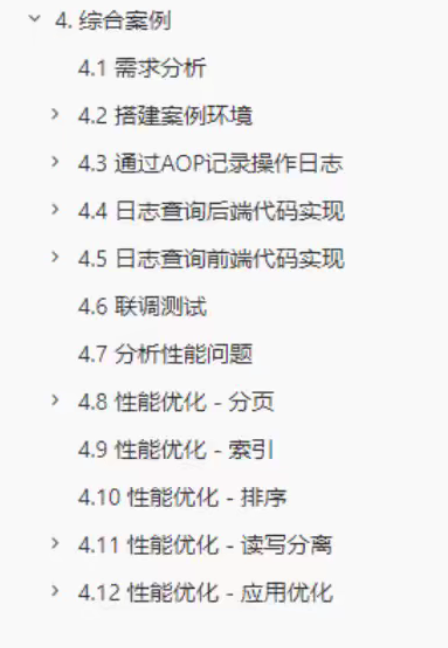 4. 综合案例
4.1 需求分析
4.2 搭建案例环境
4.3 通过AOP记录操作日志
4.4 日志查询后端代码实现
4.5 日志查询前端代码实现
4.6 联调测试
4.7 分析性能问题
4.8 性能优化 - 分页
4.9 性能优化 - 索引
4.10 性能优化 - 排序
4.11 性能优化 - 读写分离
4.12 性能优化 - 应用优化